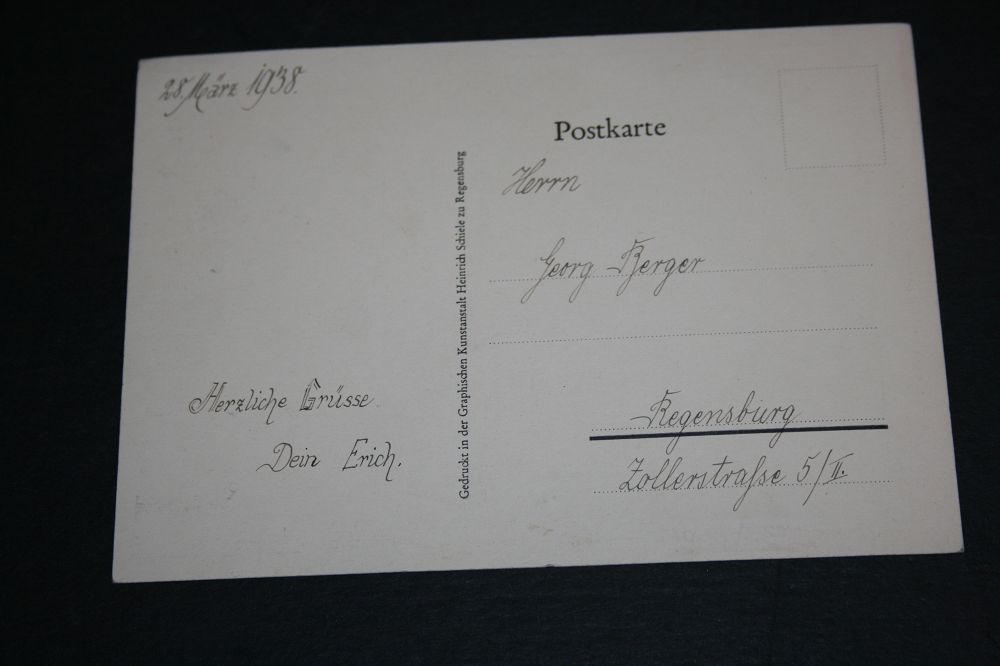 28. März 1938.
Herzliche Grüsse
Dein Erich.
Gedruckt in der Graphischen Kunstanstalt Heinrich Schiele zu Regensburg
Postkarte
Herrn
Georg Berger
Regensburg
Zollerstraſse 5/II.